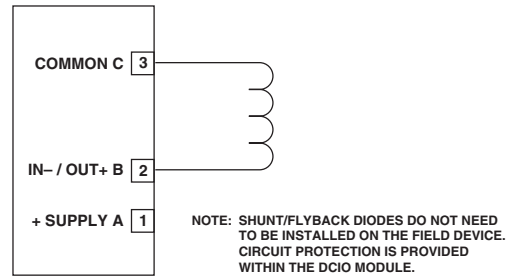 COMMON C 3
IN– / OUT+ B 2
+ SUPPLY A 1
NOTE: SHUNT/FLYBACK DIODES DO NOT NEED
TO BE INSTALLED ON THE FIELD DEVICE.
CIRCUIT PROTECTION IS PROVIDED
WITHIN THE DCIO MODULE.